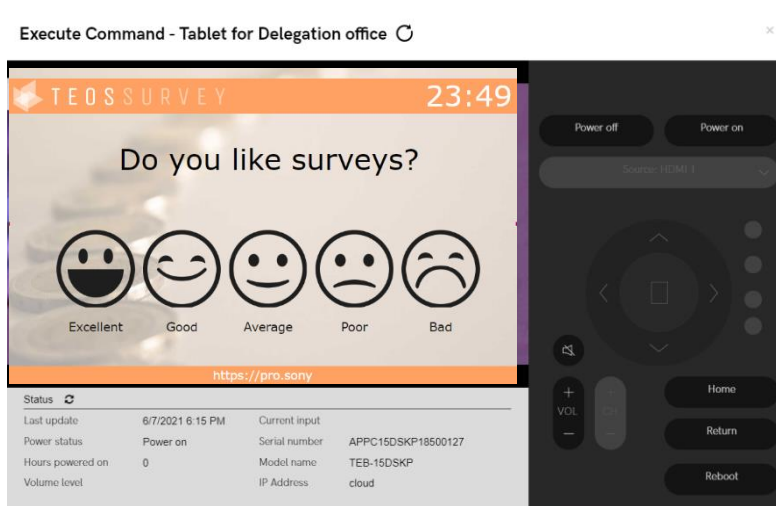 Execute Command - Tablet for Delegation office
TEOS SURVEY 23:49
Do you like surveys?
Excellent Good Average Poor Bad
https://pro.sony
Power off Power on
Source: HDMI 1
VOL CH
Home
Return
Reboot
Status
Last update 6/7/2021 6:15 PM Current input
Power status Power on Serial number APPC15DSKP18500127
Hours powered on 0 Model name TEB-15DSKP
Volume level IP Address cloud